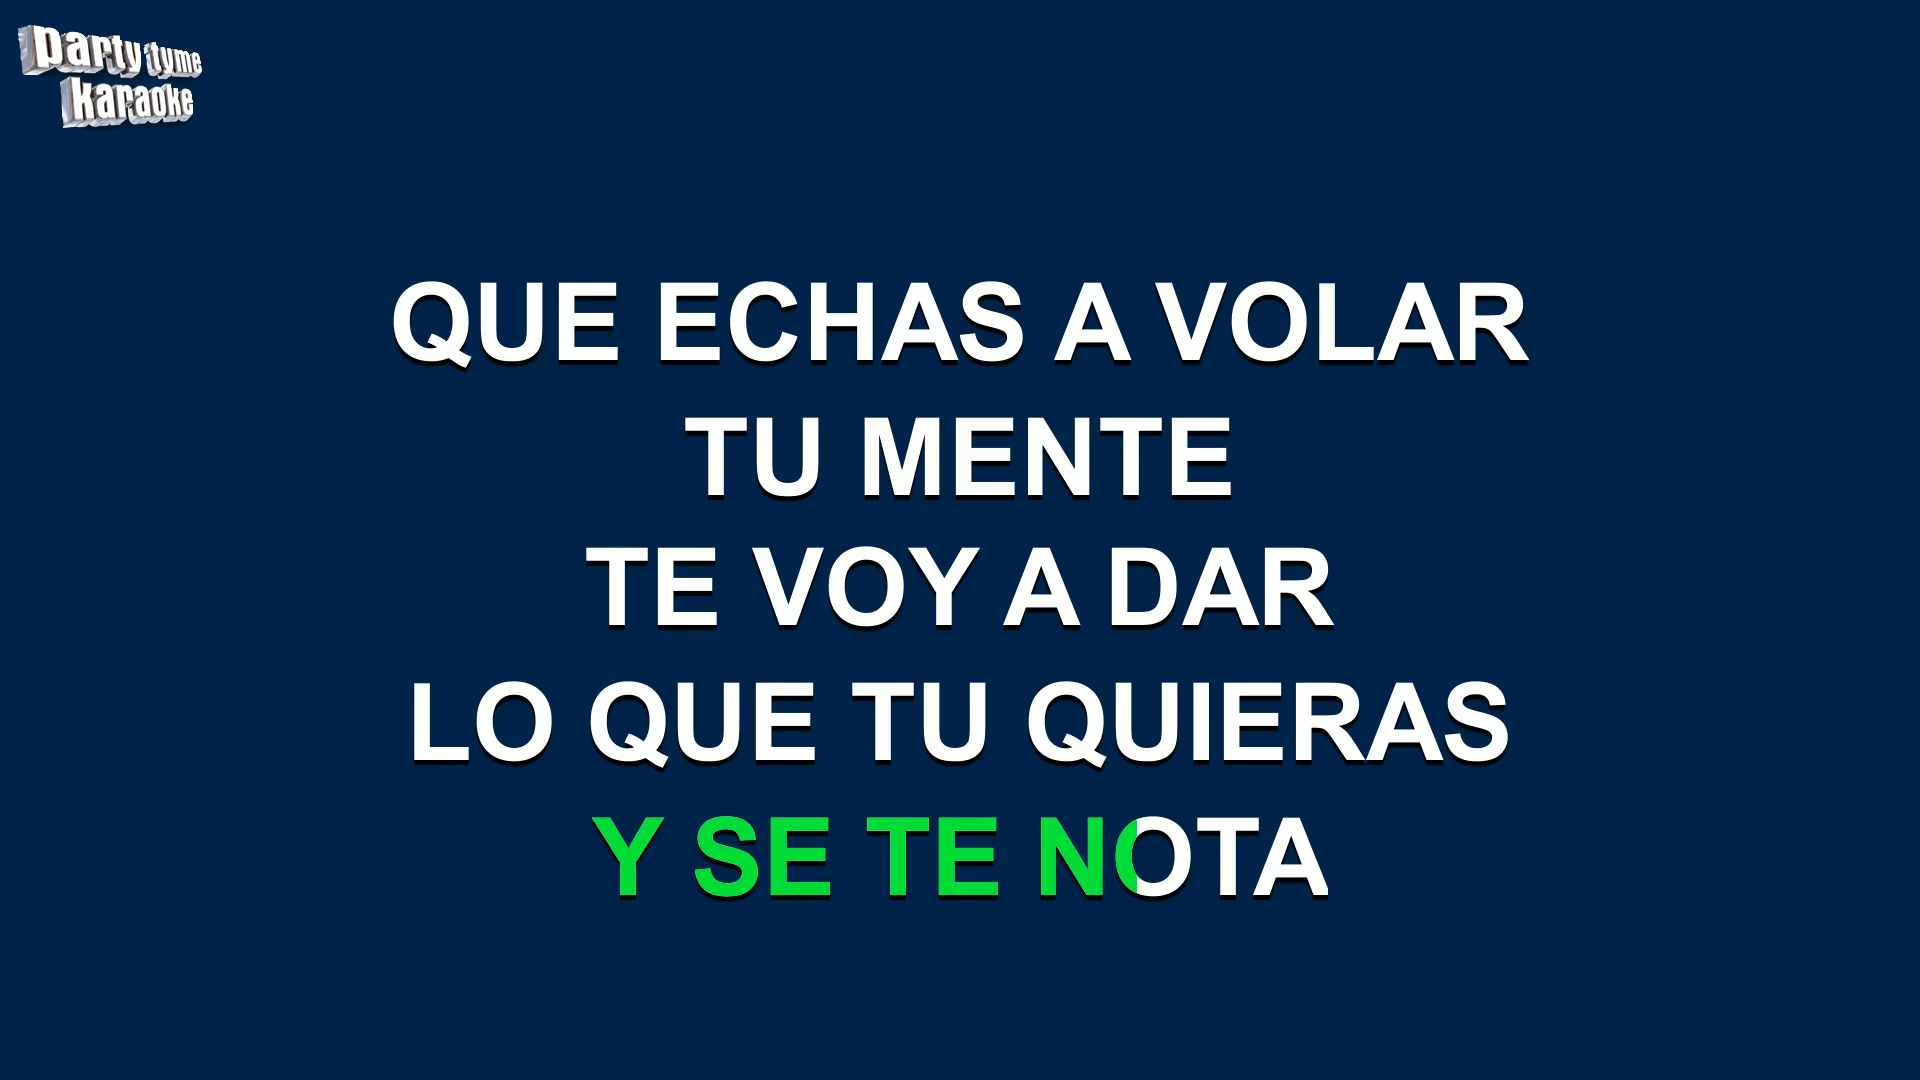 party tyme
karaoke
QUE ECHAS A VOLAR
TU MENTE
TE VOY A DAR
LO QUE TU QUIERAS
Y SE TE NOTA